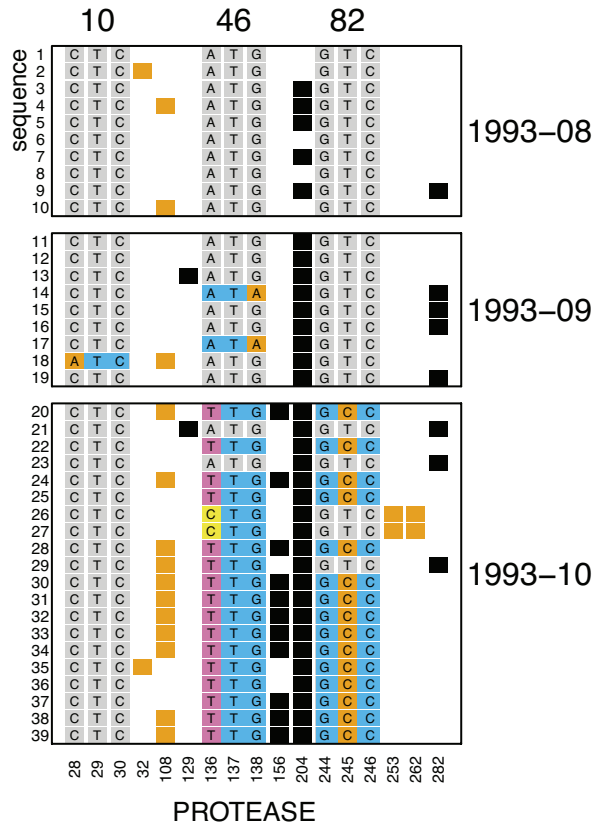 10 46 82
sequence
1 C T C A T G G T C
2 C T C A T G G T C
3 C T C A T G G T C
4 C T C A T G G T C
5 C T C A T G G T C
6 C T C A T G G T C
7 C T C A T G G T C
8 C T C A T G G T C
9 C T C A T G G T C
10 C T C A T G G T C
1993−08
11 C T C A T G G T C
12 C T C A T G G T C
13 C T C A T G G T C
14 C T C A T A G T C
15 C T C A T G G T C
16 C T C A T G G T C
17 C T C A T A G T C
18 A T C A T G G T C
19 C T C A T G G T C
1993−09
20 C T C T T G G C C
21 C T C A T G G T C
22 C T C T T G G C C
23 C T C A T G G T C
24 C T C T T G G C C
25 C T C T T G G C C
26 C T C C T G G T C
27 C T C C T G G T C
28 C T C T T G G C C
29 C T C T T G G T C
30 C T C T T G G C C
31 C T C T T G G C C
32 C T C T T G G C C
33 C T C T T G G C C
34 C T C T T G G C C
35 C T C T T G G C C
36 C T C T T G G C C
37 C T C T T G G C C
38 C T C T T G G C C
39 C T C T T G G C C
1993−10
28 29 30 32 108 129 136 137 138 156 204 244 245 246 253 262 282
PROTEASE